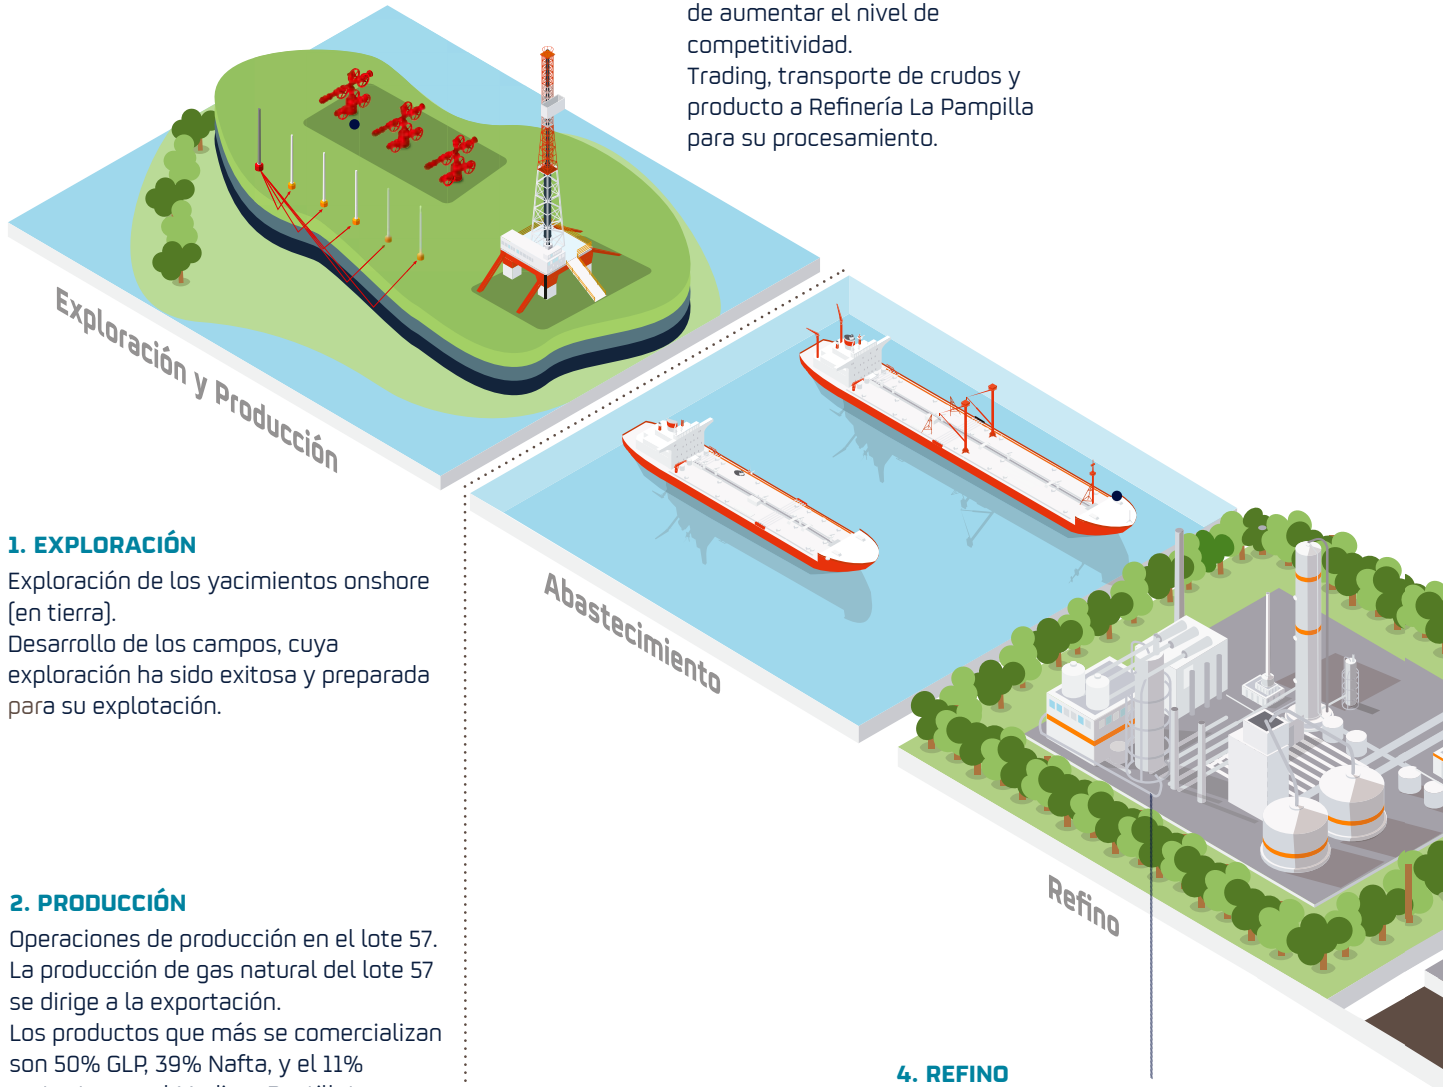 de aumentar el nivel de
competitividad.
Trading, transporte de crudos y
producto a Refinería La Pampilla
para su procesamiento.
Exploración y Producción
Abastecimiento
Refino
1. EXPLORACIÓN
Exploración de los yacimientos onshore
(en tierra).
Desarrollo de los campos, cuya
exploración ha sido exitosa y preparada
para su explotación.
2. PRODUCCIÓN
Operaciones de producción en el lote 57.
La producción de gas natural del lote 57
se dirige a la exportación.
Los productos que más se comercializan
son 50% GLP, 39% Nafta, y el 11%
4. REFINO